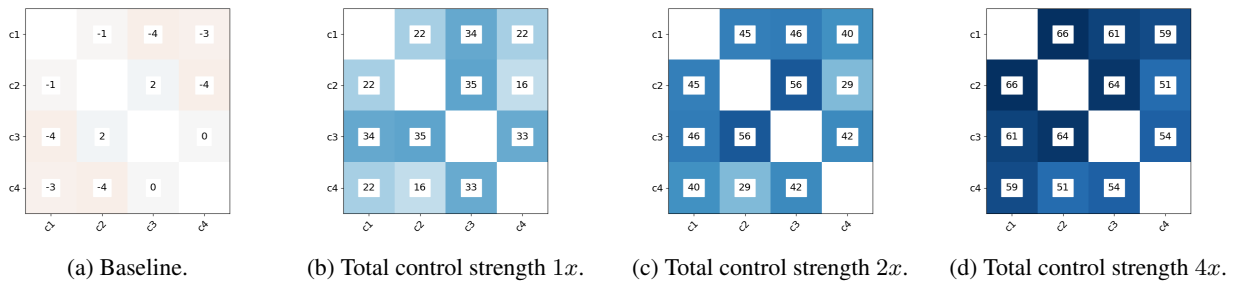 c1 -1 -4 -3
c2 -1 2 -4
c3 -4 2 0
c4 -3 -4 0
c1 c2 c3 c4
(a) Baseline.
c1 22 34 22
c2 22 35 16
c3 34 35 33
c4 22 16 33
c1 c2 c3 c4
(b) Total control strength 1x.
c1 45 46 40
c2 45 56 29
c3 46 56 42
c4 40 29 42
c1 c2 c3 c4
(c) Total control strength 2x.
c1 66 61 59
c2 66 64 51
c3 61 64 54
c4 59 51 54
c1 c2 c3 c4
(d) Total control strength 4x.